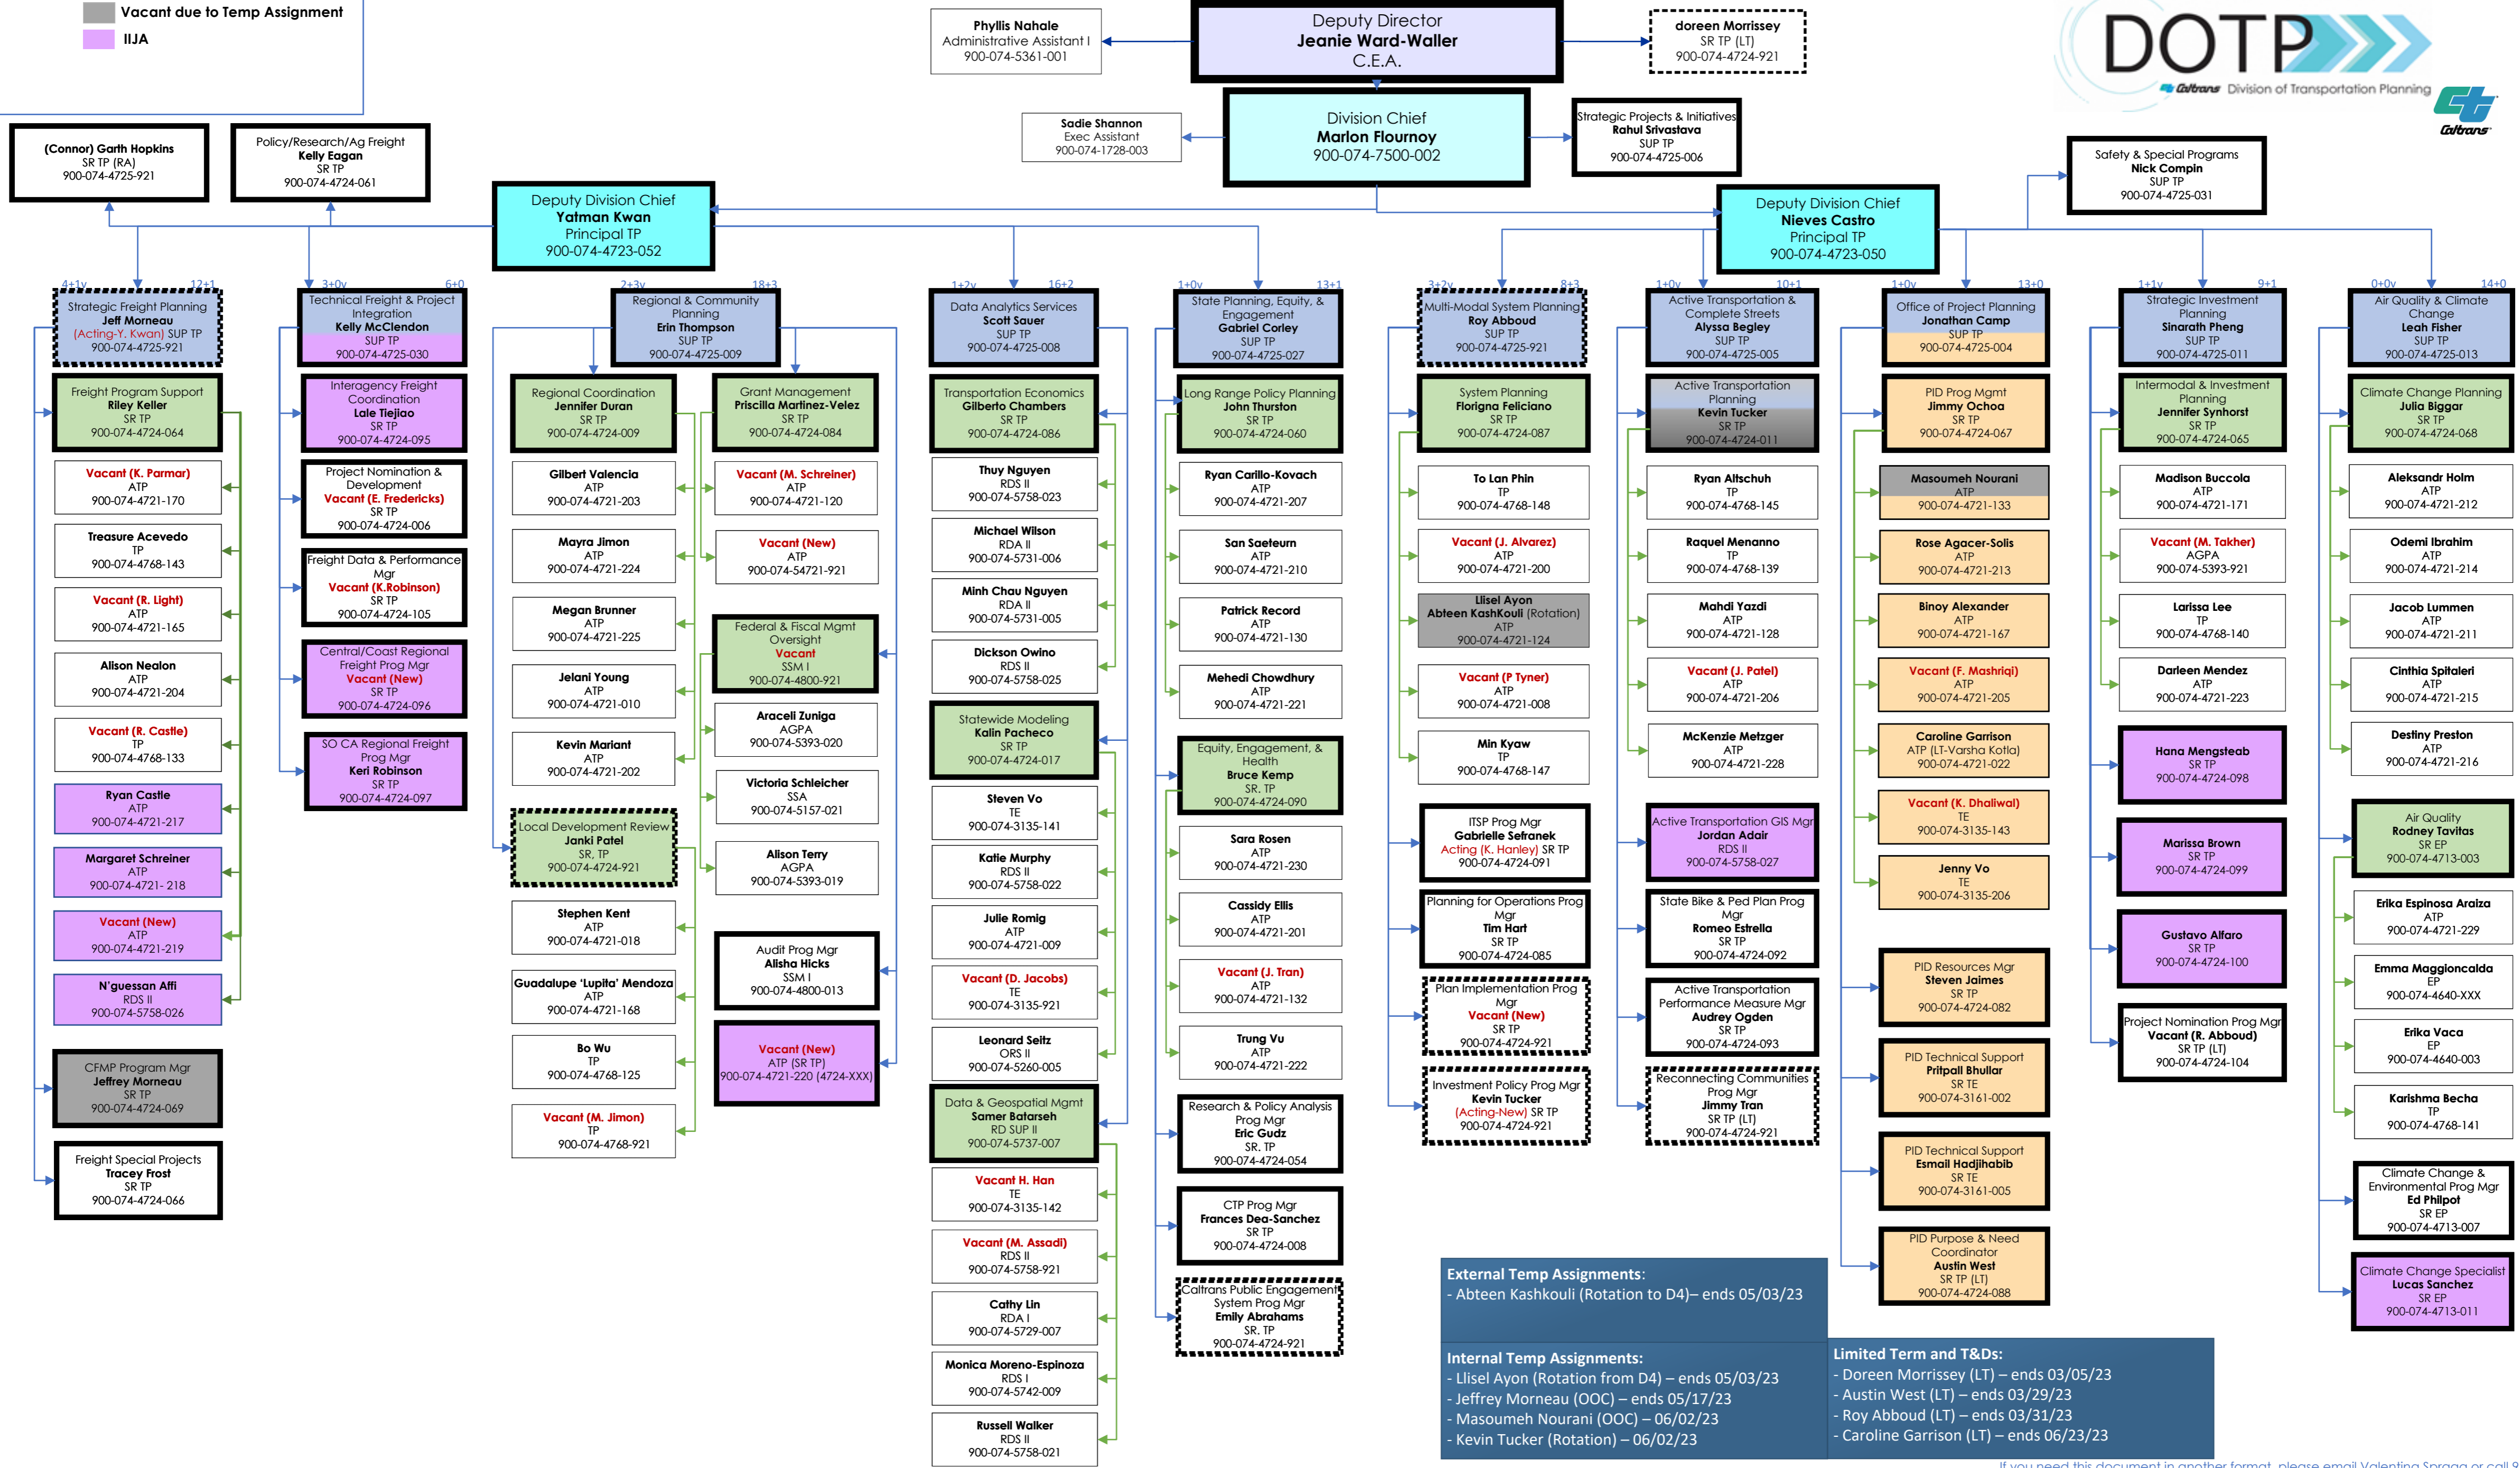 Vacant due to Temp Assignment
IIJA
Phyllis Nahale
Administrative Assistant I
900-074-5361-001
Deputy Director
Jeanie Ward-Waller
C.E.A.
doreen Morrissey
SR TP (LT)
900-074-4724-921
DOTP
Caltrans Division of Transportation Planning
Caltrans
Sadie Shannon
Exec Assistant
900-074-1728-003
Division Chief
Marlon Flournoy
900-074-7500-002
Strategic Projects & Initiatives
Rahul Srivastava
SUP TP
900-074-4725-006
(Connor) Garth Hopkins
SR TP (RA)
900-074-4725-921
Policy/Research/Ag Freight
Kelly Eagan
SR TP
900-074-4724-061
Deputy Division Chief
Yatman Kwan
Principal TP
900-074-4723-052
Deputy Division Chief
Nieves Castro
Principal TP
900-074-4723-050
Safety & Special Programs
Nick Compin
SUP TP
900-074-4725-031
4+1v 12+1
Strategic Freight Planning
Jeff Morneau
(Acting-Y. Kwan) SUP TP
900-074-4725-921
Freight Program Support
Riley Keller
SR TP
900-074-4724-064
Vacant (K. Parmar)
ATP
900-074-4721-170
Treasure Acevedo
TP
900-074-4768-143
Vacant (R. Light)
ATP
900-074-4721-165
Alison Nealon
ATP
900-074-4721-204
Vacant (R. Castle)
TP
900-074-4768-133
Ryan Castle
ATP
900-074-4721-217
Margaret Schreiner
ATP
900-074-4721- 218
Vacant (New)
ATP
900-074-4721-219
N'guessan Affi
RDS II
900-074-5758-026
CFMP Program Mgr
Jeffrey Morneau
SR TP
900-074-4724-069
Freight Special Projects
Tracey Frost
SR TP
900-074-4724-066
3+0v 6+0
Technical Freight & Project
Integration
Kelly McClendon
SUP TP
900-074-4725-030
Interagency Freight
Coordination
Lale Tiejiao
SR TP
900-074-4724-095
Project Nomination &
Development
Vacant (E. Fredericks)
SR TP
900-074-4724-006
Freight Data & Performance
Mgr
Vacant (K.Robinson)
SR TP
900-074-4724-105
Central/Coast Regional
Freight Prog Mgr
Vacant (New)
SR TP
900-074-4724-096
SO CA Regional Freight
Prog Mgr
Keri Robinson
SR TP
900-074-4724-097
2+3v 18+3
Regional & Community
Planning
Erin Thompson
SUP TP
900-074-4725-009
Regional Coordination
Jennifer Duran
SR TP
900-074-4724-009
Gilbert Valencia
ATP
900-074-4721-203
Mayra Jimon
ATP
900-074-4721-224
Megan Brunner
ATP
900-074-4721-225
Jelani Young
ATP
900-074-4721-010
Kevin Mariant
ATP
900-074-4721-202
Local Development Review
Janki Patel
SR, TP
900-074-4724-921
Stephen Kent
ATP
900-074-4721-018
Guadalupe 'Lupita' Mendoza
ATP
900-074-4721-168
Bo Wu
TP
900-074-4768-125
Vacant (M. Jimon)
TP
900-074-4768-921
Grant Management
Priscilla Martinez-Velez
SR TP
900-074-4724-084
Vacant (M. Schreiner)
ATP
900-074-4721-120
Vacant (New)
ATP
900-074-54721-921
Federal & Fiscal Mgmt
Oversight
Vacant
SSM I
900-074-4800-921
Araceli Zuniga
AGPA
900-074-5393-020
Victoria Schleicher
SSA
900-074-5157-021
Alison Terry
AGPA
900-074-5393-019
Audit Prog Mgr
Alisha Hicks
SSM I
900-074-4800-013
Vacant (New)
ATP (SR TP)
900-074-4721-220 (4724-XXX)
1+2v 16+2
Data Analytics Services
Scott Sauer
SUP TP
900-074-4725-008
Transportation Economics
Gilberto Chambers
SR TP
900-074-4724-086
Thuy Nguyen
RDS II
900-074-5758-023
Michael Wilson
RDA II
900-074-5731-006
Minh Chau Nguyen
RDA II
900-074-5731-005
Dickson Owino
RDS II
900-074-5758-025
Statewide Modeling
Kalin Pacheco
SR TP
900-074-4724-017
Steven Vo
TE
900-074-3135-141
Katie Murphy
RDS II
900-074-5758-022
Julie Romig
ATP
900-074-4721-009
Vacant (D. Jacobs)
TE
900-074-3135-921
Leonard Seitz
ORS II
900-074-5260-005
Data & Geospatial Mgmt
Samer Batarseh
RD SUP II
900-074-5737-007
Vacant H. Han
TE
900-074-3135-142
Vacant (M. Assadi)
RDS II
900-074-5758-921
Cathy Lin
RDA I
900-074-5729-007
Monica Moreno-Espinoza
RDS I
900-074-5742-009
Russell Walker
RDS II
900-074-5758-021
1+0v 13+1
State Planning, Equity, &
Engagement
Gabriel Corley
SUP TP
900-074-4725-027
Long Range Policy Planning
John Thurston
SR TP
900-074-4724-060
Ryan Carillo-Kovach
ATP
900-074-4721-207
San Saeteurn
ATP
900-074-4721-210
Patrick Record
ATP
900-074-4721-130
Mehedi Chowdhury
ATP
900-074-4721-221
Equity, Engagement, &
Health
Bruce Kemp
SR. TP
900-074-4724-090
Sara Rosen
ATP
900-074-4721-230
Cassidy Ellis
ATP
900-074-4721-201
Vacant (J. Tran)
ATP
900-074-4721-132
Trung Vu
ATP
900-074-4721-222
Research & Policy Analysis
Prog Mgr
Eric Gudz
SR. TP
900-074-4724-054
CTP Prog Mgr
Frances Dea-Sanchez
SR TP
900-074-4724-008
Caltrans Public Engagement
System Prog Mgr
Emily Abrahams
SR. TP
900-074-4724-921
3+2v 8+3
Multi-Modal System Planning
Roy Abboud
SUP TP
900-074-4725-921
System Planning
Florigna Feliciano
SR TP
900-074-4724-087
To Lan Phin
TP
900-074-4768-148
Vacant (J. Alvarez)
ATP
900-074-4721-200
Llisel Ayon
Abteen KashKouli (Rotation)
ATP
900-074-4721-124
Vacant (P Tyner)
ATP
900-074-4721-008
Min Kyaw
TP
900-074-4768-147
ITSP Prog Mgr
Gabrielle Sefranek
Acting (K. Hanley) SR TP
900-074-4724-091
Planning for Operations Prog
Mgr
Tim Hart
SR TP
900-074-4724-085
Plan Implementation Prog
Mgr
Vacant (New)
SR TP
900-074-4724-921
Investment Policy Prog Mgr
Kevin Tucker
(Acting-New) SR TP
900-074-4724-921
1+0v 10+1
Active Transportation &
Complete Streets
Alyssa Begley
SUP TP
900-074-4725-005
Active Transportation
Planning
Kevin Tucker
SR TP
900-074-4724-011
Ryan Altschuh
TP
900-074-4768-145
Raquel Menanno
TP
900-074-4768-139
Mahdi Yazdi
ATP
900-074-4721-128
Vacant (J. Patel)
ATP
900-074-4721-206
McKenzie Metzger
ATP
900-074-4721-228
Active Transportation GIS Mgr
Jordan Adair
RDS II
900-074-5758-027
State Bike & Ped Plan Prog
Mgr
Romeo Estrella
SR TP
900-074-4724-092
Active Transportation
Performance Measure Mgr
Audrey Ogden
SR TP
900-074-4724-093
Reconnecting Communities
Prog Mgr
Jimmy Tran
SR TP (LT)
900-074-4724-921
1+0v 13+0
Office of Project Planning
Jonathan Camp
SUP TP
900-074-4725-004
PID Prog Mgmt
Jimmy Ochoa
SR TP
900-074-4724-067
Masoumeh Nourani
ATP
900-074-4721-133
Rose Agacer-Solis
ATP
900-074-4721-213
Binoy Alexander
ATP
900-074-4721-167
Vacant (F. Mashriqi)
ATP
900-074-4721-205
Caroline Garrison
ATP (LT-Varsha Kotla)
900-074-4721-022
Vacant (K. Dhaliwal)
TE
900-074-3135-143
Jenny Vo
TE
900-074-3135-206
PID Resources Mgr
Steven Jaimes
SR TP
900-074-4724-082
PID Technical Support
Pritpall Bhullar
SR TE
900-074-3161-002
PID Technical Support
Esmail Hadjihabib
SR TE
900-074-3161-005
PID Purpose & Need
Coordinator
Austin West
SR TP (LT)
900-074-4724-088
1+1v 9+1
Strategic Investment
Planning
Sinarath Pheng
SUP TP
900-074-4725-011
Intermodal & Investment
Planning
Jennifer Synhorst
SR TP
900-074-4724-065
Madison Buccola
ATP
900-074-4721-171
Vacant (M. Takher)
AGPA
900-074-5393-921
Larissa Lee
TP
900-074-4768-140
Darleen Mendez
ATP
900-074-4721-223
Hana Mengsteab
SR TP
900-074-4724-098
Marissa Brown
SR TP
900-074-4724-099
Gustavo Alfaro
SR TP
900-074-4724-100
Project Nomination Prog Mgr
Vacant (R. Abboud)
SR TP (LT)
900-074-4724-104
0+0v 14+0
Air Quality & Climate
Change
Leah Fisher
SUP TP
900-074-4725-013
Climate Change Planning
Julia Biggar
SR TP
900-074-4724-068
Aleksandr Holm
ATP
900-074-4721-212
Odemi Ibrahim
ATP
900-074-4721-214
Jacob Lummen
ATP
900-074-4721-211
Cinthia Spitaleri
ATP
900-074-4721-215
Destiny Preston
ATP
900-074-4721-216
Air Quality
Rodney Tavitas
SR EP
900-074-4713-003
Erika Espinosa Araiza
ATP
900-074-4721-229
Emma Maggioncalda
EP
900-074-4640-XXX
Erika Vaca
EP
900-074-4640-003
Karishma Becha
TP
900-074-4768-141
Climate Change &
Environmental Prog Mgr
Ed Philpot
SR EP
900-074-4713-007
Climate Change Specialist
Lucas Sanchez
SR EP
900-074-4713-011
External Temp Assignments:
- Abteen Kashkouli (Rotation to D4)– ends 05/03/23
Internal Temp Assignments:
- Llisel Ayon (Rotation from D4) – ends 05/03/23
- Jeffrey Morneau (OOC) – ends 05/17/23
- Masoumeh Nourani (OOC) – 06/02/23
- Kevin Tucker (Rotation) – 06/02/23
Limited Term and T&Ds:
- Doreen Morrissey (LT) – ends 03/05/23
- Austin West (LT) – ends 03/29/23
- Roy Abboud (LT) – ends 03/31/23
- Caroline Garrison (LT) – ends 06/23/23
If you need this document in another format, please email Valentina Spraga or call 9